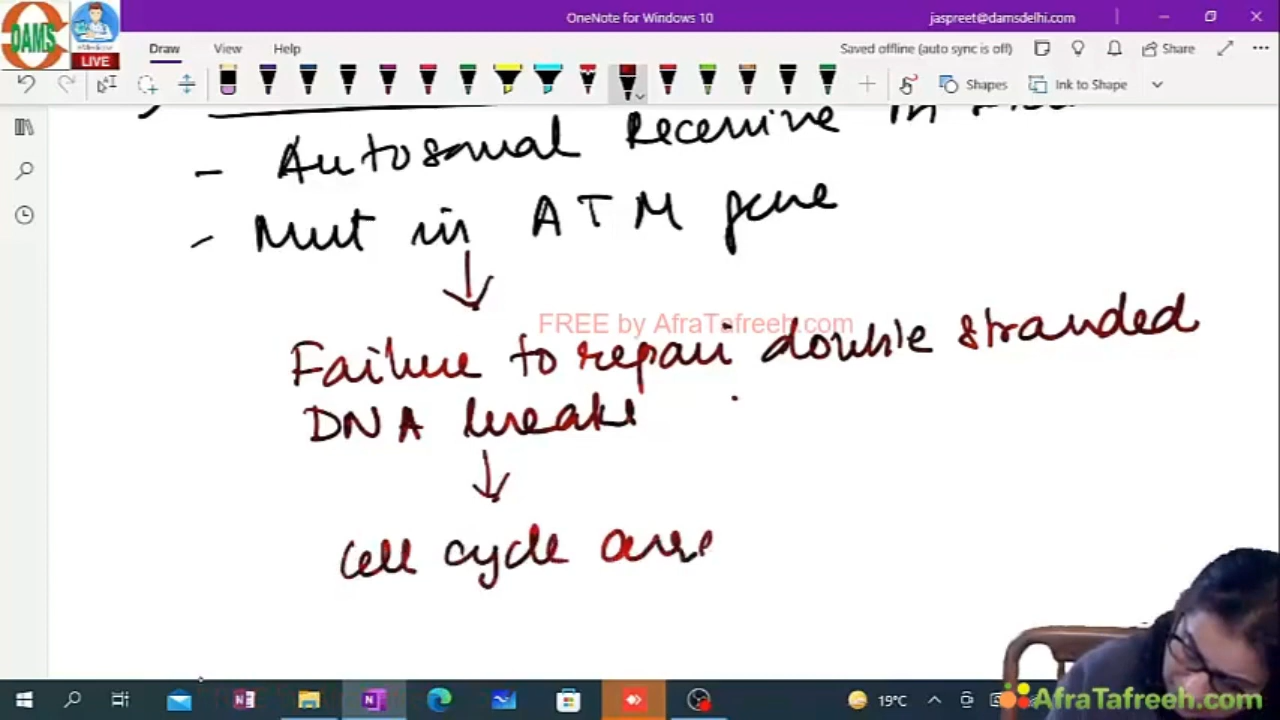 DAMS
LIVE
OneNote for Windows 10
jaspreet@damsdelhi.com
Draw
View
Help
Saved offline (auto sync is off)
Share
Shapes
Ink to Shape
- Autosomal Recessive in
- Mut in ATM gene
FREE by AfraTafreeh.com
Failure to repair double stranded
DNA breaks
Cell cycle arres
19°C
AfraTafreeh.com